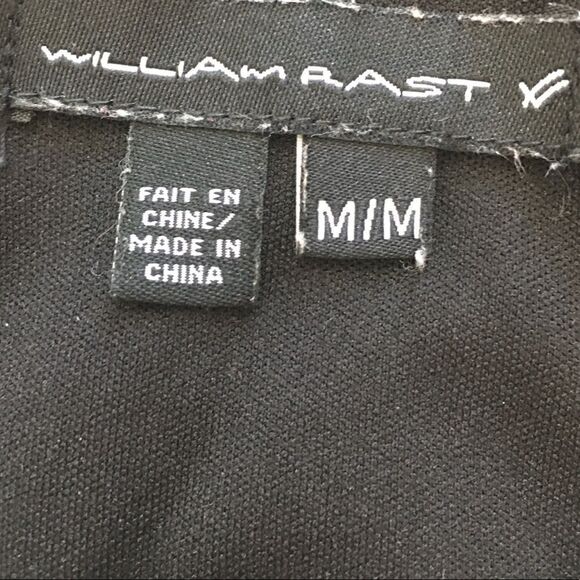 WILLIAM RAST
FAIT EN
CHINE/
MADE IN
CHINA
M/M